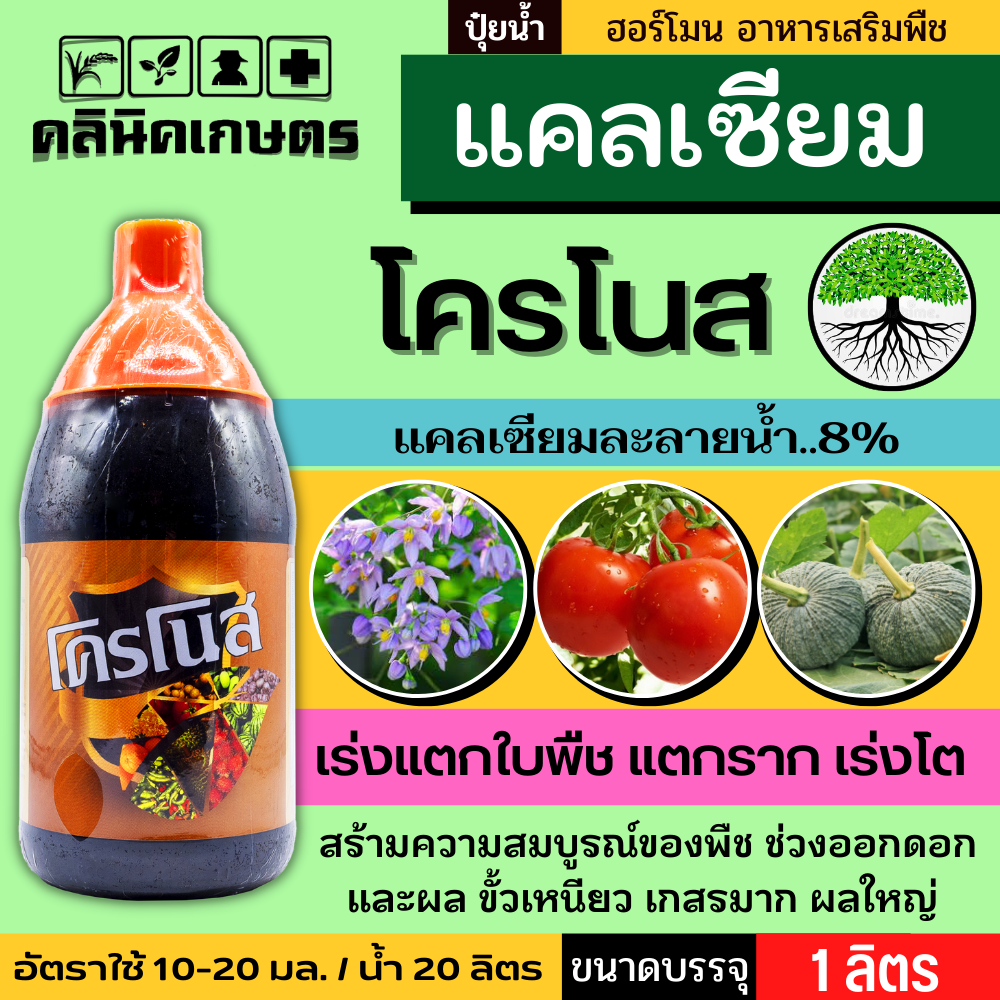 ปุ๋ยน้ำ ฮอร์โมน อาหารเสริมพืช
คลินิคเกษตร
แคลเซียม
โครโนส
แคลเซียมละลายน้ำ..8%
โครโนส
เร่งแตกใบพืช แตกราก เร่งโต
สร้ามความสมบูรณ์ของพืช ช่วงออกดอก
และผล ขั้วเหนียว เกสรมาก ผลใหญ่
อัตราใช้ 10-20 มล. / น้ำ 20 ลิตร ขนาดบรรจุ 1 ลิตร